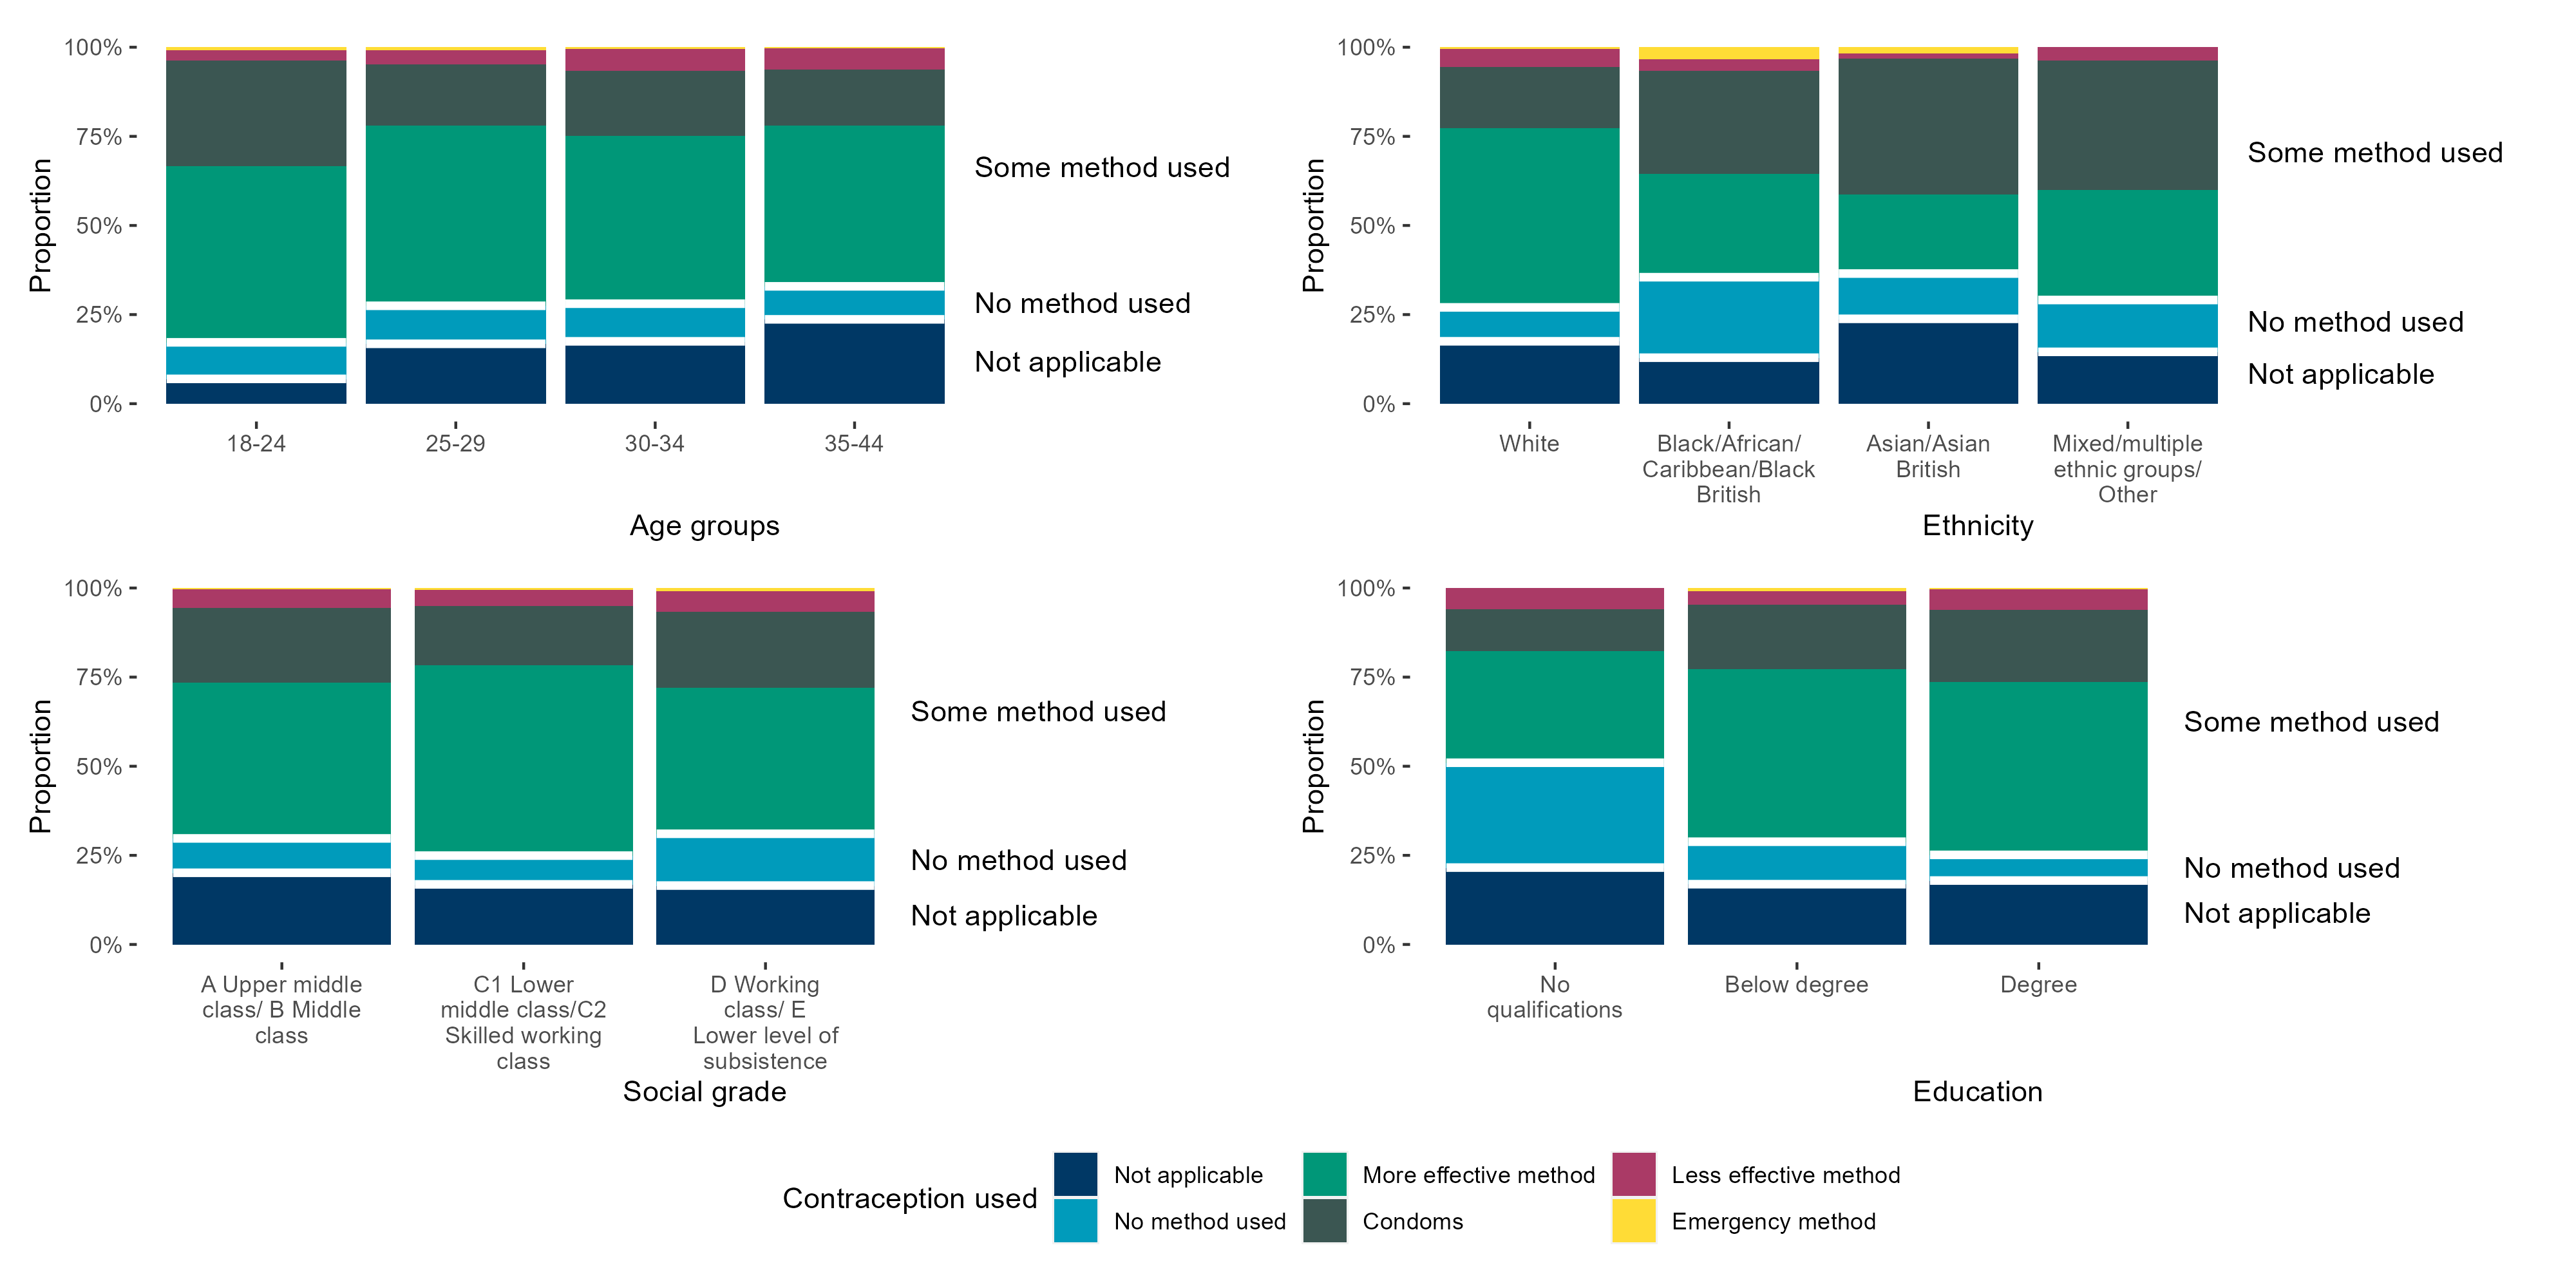 Proportion
100%
75%
50%
25%
0%
18-24
25-29
30-34
35-44
Age groups
Some method used
No method used
Not applicable
Proportion
100%
75%
50%
25%
0%
White
Black/African/
Caribbean/Black
British
Asian/Asian
British
Mixed/multiple
ethnic groups/
Other
Ethnicity
Some method used
No method used
Not applicable
Proportion
100%
75%
50%
25%
0%
A Upper middle
class/ B Middle
class
C1 Lower
middle class/C2
Skilled working
class
D Working
class/ E
Lower level of
subsistence
Social grade
Some method used
No method used
Not applicable
Proportion
100%
75%
50%
25%
0%
No
qualifications
Below degree
Degree
Education
Some method used
No method used
Not applicable
Contraception used
Not applicable
No method used
More effective method
Condoms
Less effective method
Emergency method